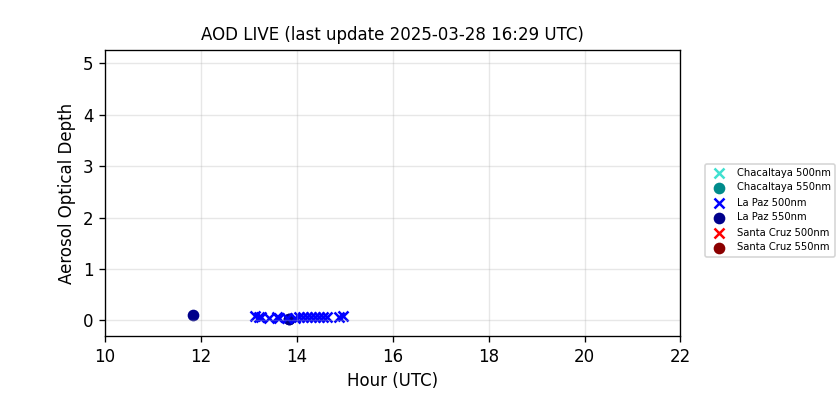 AOD LIVE (last update 2025-03-28 16:29 UTC)
Aerosol Optical Depth
5
4
3
2
1
0
10 12 14 16 18 20 22
Hour (UTC)
Chacaltaya 500nm
Chacaltaya 550nm
La Paz 500nm
La Paz 550nm
Santa Cruz 500nm
Santa Cruz 550nm